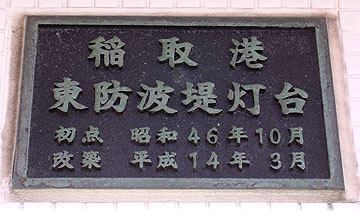 稲取港
東防波堤灯台
初点 昭和46年10月
改築 平成14年 3月